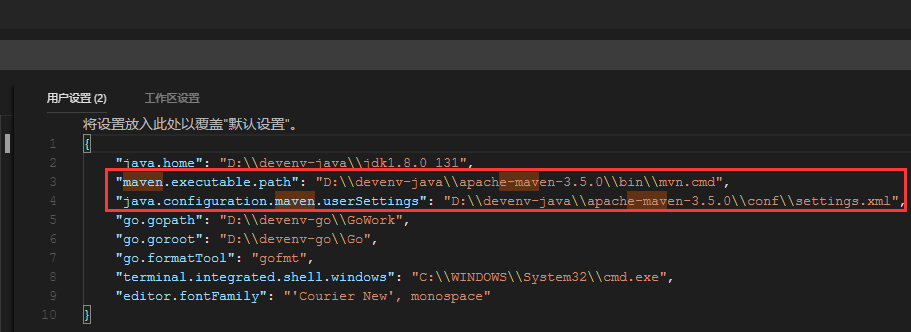 用户设置 (2) 工作区设置
将设置放入此处以覆盖"默认设置"。
1 {
2 "java.home": "D:\\devenv-java\\jdk1.8.0_131",
3 "maven.executable.path": "D:\\devenv-java\\apache-maven-3.5.0\\bin\\mvn.cmd",
4 "java.configuration.maven.userSettings": "D:\\devenv-java\\apache-maven-3.5.0\\conf\\settings.xml",
5 "go.gopath": "D:\\devenv-go\\GoWork",
6 "go.goroot": "D:\\devenv-go\\Go",
7 "go.formatTool": "gofmt",
8 "terminal.integrated.shell.windows": "C:\\WINDOWS\\System32\\cmd.exe",
9 "editor.fontFamily": "'Courier New', monospace"
10 }